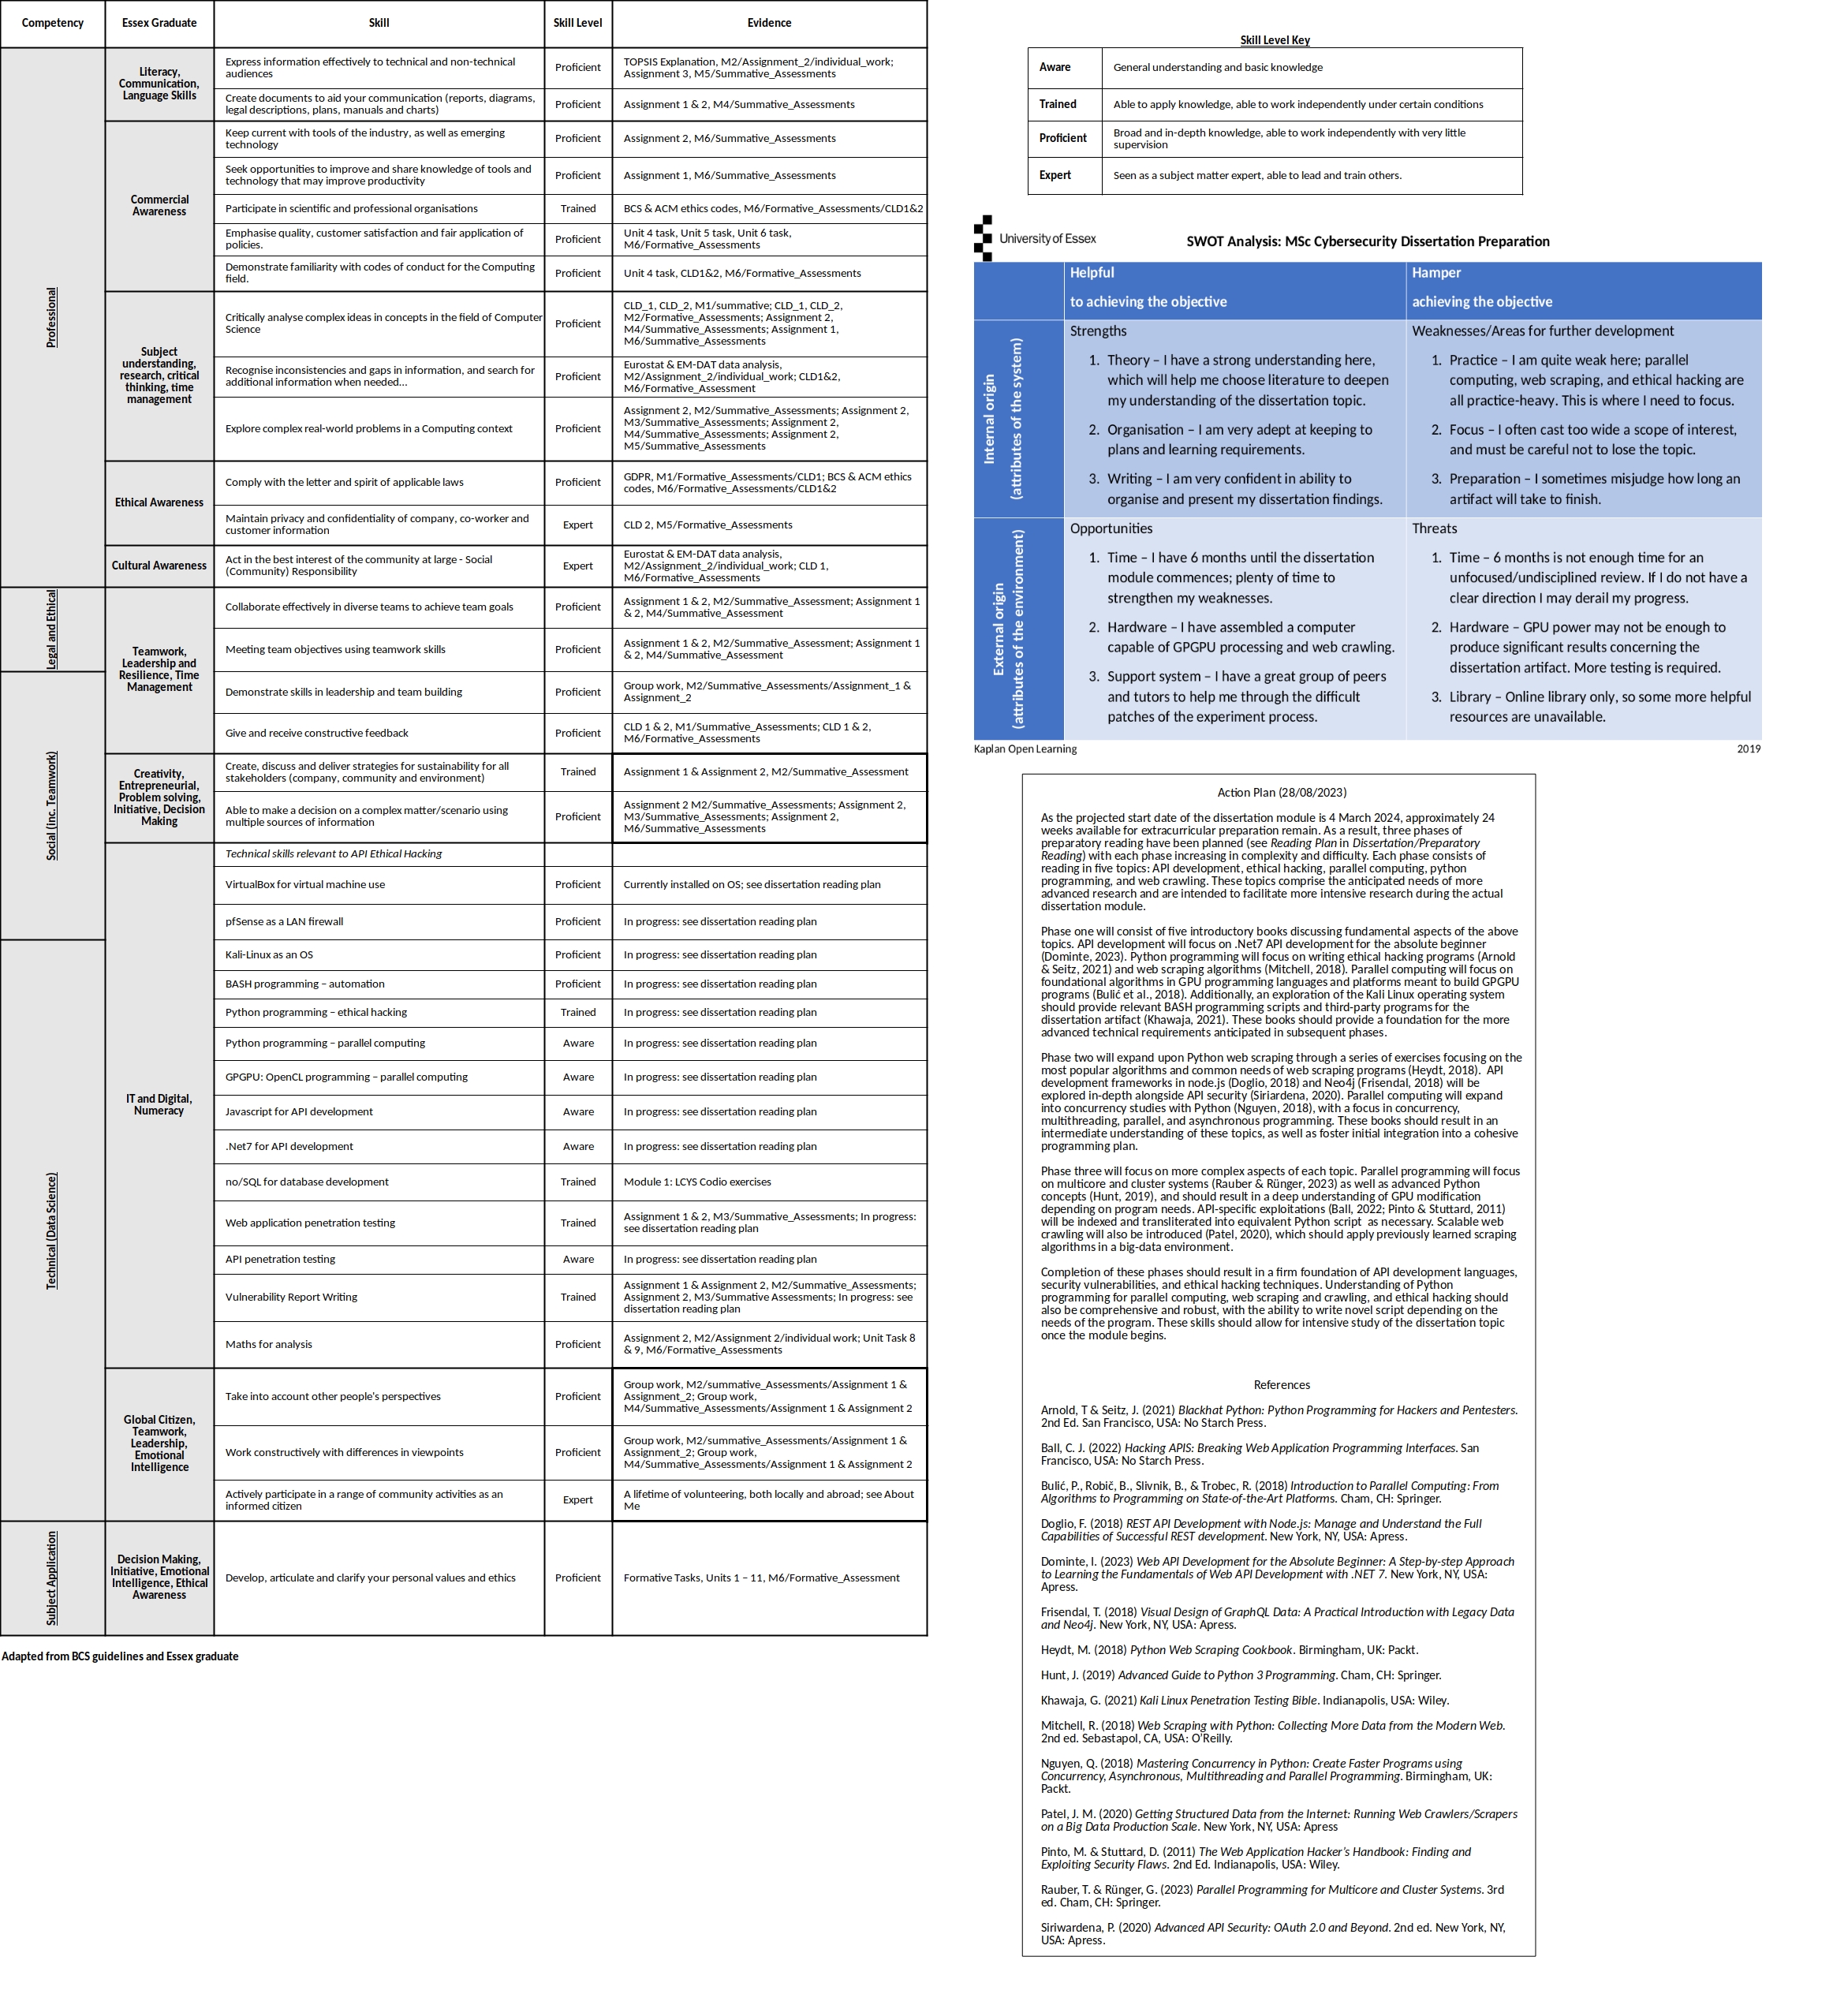 Competency
Essex Graduate
Skill
Skill Level
Evidence
Professional
Literacy,
Communication,
Language Skills
Express information effectively to technical and non-technical
audiences
Proficient
TOPSIS Explanation, M2/Assignment_2/individual_work;
Assignment 3, M5/Summative_Assessments
Create documents to aid your communication (reports, diagrams,
legal descriptions, plans, manuals and charts)
Proficient
Assignment 1 & 2, M4/Summative_Assessments
Commercial
Awareness
Keep current with tools of the industry, as well as emerging
technology
Proficient
Assignment 2, M6/Summative_Assessments
Seek opportunities to improve and share knowledge of tools and
technology that may improve productivity
Proficient
Assignment 1, M6/Summative_Assessments
Participate in scientific and professional organisations
Trained
BCS & ACM ethics codes, M6/Formative_Assessments/CLD1&2
Emphasise quality, customer satisfaction and fair application of
policies.
Proficient
Unit 4 task, Unit 5 task, Unit 6 task,
M6/Formative_Assessments
Demonstrate familiarity with codes of conduct for the Computing
field.
Proficient
Unit 4 task, CLD1&2, M6/Formative_Assessments
Subject
understanding,
research, critical
thinking, time
management
Critically analyse complex ideas in concepts in the field of Computer
Science
Proficient
CLD_1, CLD_2, M1/summative; CLD_1, CLD_2,
M2/Formative_Assessments; Assignment 2,
M4/Summative_Assessments; Assignment 1,
M6/Summative_Assessments
Recognise inconsistencies and gaps in information, and search for
additional information when needed...
Proficient
Eurostat & EM-DAT data analysis,
M2/Assignment_2/individual_work; CLD1&2,
M6/Formative_Assessment
Explore complex real-world problems in a Computing context
Proficient
Assignment 2, M2/Summative_Assessments; Assignment 2,
M3/Summative_Assessments; Assignment 2,
M4/Summative_Assessments; Assignment 2,
M5/Summative_Assessments
Ethical Awareness
Comply with the letter and spirit of applicable laws
Proficient
GDPR, M1/Formative_Assessments/CLD1; BCS & ACM ethics
codes, M6/Formative_Assessments/CLD1&2
Maintain privacy and confidentiality of company, co-worker and
customer information
Expert
CLD 2, M5/Formative_Assessments
Cultural Awareness
Act in the best interest of the community at large - Social
(Community) Responsibility
Expert
Eurostat & EM-DAT data analysis,
M2/Assignment_2/individual_work; CLD 1,
M6/Formative_Assessments
Legal and Ethical
Teamwork,
Leadership and
Resilience, Time
Management
Collaborate effectively in diverse teams to achieve team goals
Proficient
Assignment 1 & 2, M2/Summative_Assessment; Assignment 1
& 2, M4/Summative_Assessment
Meeting team objectives using teamwork skills
Proficient
Assignment 1 & 2, M2/Summative_Assessment; Assignment 1
& 2, M4/Summative_Assessment
Social (inc. Teamwork)
Demonstrate skills in leadership and team building
Proficient
Group work, M2/Summative_Assessments/Assignment_1 &
Assignment_2
Give and receive constructive feedback
Proficient
CLD 1 & 2, M1/Summative_Assessments; CLD 1 & 2,
M6/Formative_Assessments
Creativity,
Entrepreneurial,
Problem solving,
Initiative, Decision
Making
Create, discuss and deliver strategies for sustainability for all
stakeholders (company, community and environment)
Trained
Assignment 1 & Assignment 2, M2/Summative_Assessment
Able to make a decision on a complex matter/scenario using
multiple sources of information
Proficient
Assignment 2 M2/Summative_Assessments; Assignment 2,
M3/Summative_Assessments; Assignment 2,
M6/Summative_Assessments
IT and Digital,
Numeracy
Technical skills relevant to API Ethical Hacking
VirtualBox for virtual machine use
Proficient
Currently installed on OS; see dissertation reading plan
pfSense as a LAN firewall
Proficient
In progress: see dissertation reading plan
Technical (Data Science)
Kali-Linux as an OS
Proficient
In progress: see dissertation reading plan
BASH programming – automation
Proficient
In progress: see dissertation reading plan
Python programming – ethical hacking
Trained
In progress: see dissertation reading plan
Python programming – parallel computing
Aware
In progress: see dissertation reading plan
GPGPU: OpenCL programming – parallel computing
Aware
In progress: see dissertation reading plan
Javascript for API development
Aware
In progress: see dissertation reading plan
.Net7 for API development
Aware
In progress: see dissertation reading plan
no/SQL for database development
Trained
Module 1: LCYS Codio exercises
Web application penetration testing
Trained
Assignment 1 & 2, M3/Summative_Assessments; In progress:
see dissertation reading plan
API penetration testing
Aware
In progress: see dissertation reading plan
Vulnerability Report Writing
Trained
Assignment 1 & Assignment 2, M2/Summative_Assessments;
Assignment 2, M3/Summative Assessments; In progress: see
dissertation reading plan
Maths for analysis
Proficient
Assignment 2, M2/Assignment 2/individual work; Unit Task 8
& 9, M6/Formative_Assessments
Global Citizen,
Teamwork,
Leadership,
Emotional
Intelligence
Take into account other people's perspectives
Proficient
Group work, M2/summative_Assessments/Assignment 1 &
Assignment_2; Group work,
M4/Summative_Assessments/Assignment 1 & Assignment 2
Work constructively with differences in viewpoints
Proficient
Group work, M2/summative_Assessments/Assignment 1 &
Assignment_2; Group work,
M4/Summative_Assessments/Assignment 1 & Assignment 2
Actively participate in a range of community activities as an
informed citizen
Expert
A lifetime of volunteering, both locally and abroad; see About
Me
Subject Application
Decision Making,
Initiative, Emotional
Intelligence, Ethical
Awareness
Develop, articulate and clarify your personal values and ethics
Proficient
Formative Tasks, Units 1 – 11, M6/Formative_Assessment
Adapted from BCS guidelines and Essex graduate
Skill Level Key
Aware
General understanding and basic knowledge
Trained
Able to apply knowledge, able to work independently under certain conditions
Proficient
Broad and in-depth knowledge, able to work independently with very little
supervision
Expert
Seen as a subject matter expert, able to lead and train others.
University of Essex
SWOT Analysis: MSc Cybersecurity Dissertation Preparation
Helpful
to achieving the objective
Hamper
achieving the objective
Internal origin
(attributes of the system)
Strengths
1. Theory – I have a strong understanding here,
which will help me choose literature to deepen
my understanding of the dissertation topic.
2. Organisation – I am very adept at keeping to
plans and learning requirements.
3. Writing – I am very confident in ability to
organise and present my dissertation findings.
Weaknesses/Areas for further development
1. Practice – I am quite weak here; parallel
computing, web scraping, and ethical hacking are
all practice-heavy. This is where I need to focus.
2. Focus – I often cast too wide a scope of interest,
and must be careful not to lose the topic.
3. Preparation – I sometimes misjudge how long an
artifact will take to finish.
External origin
(attributes of the environment)
Opportunities
1. Time – I have 6 months until the dissertation
module commences; plenty of time to
strengthen my weaknesses.
2. Hardware – I have assembled a computer
capable of GPGPU processing and web crawling.
3. Support system – I have a great group of peers
and tutors to help me through the difficult
patches of the experiment process.
Threats
1. Time – 6 months is not enough time for an
unfocused/undisciplined review. If I do not have a
clear direction I may derail my progress.
2. Hardware – GPU power may not be enough to
produce significant results concerning the
dissertation artifact. More testing is required.
3. Library – Online library only, so some more helpful
resources are unavailable.
Kaplan Open Learning
2019
Action Plan (28/08/2023)
As the projected start date of the dissertation module is 4 March 2024, approximately 24
weeks available for extracurricular preparation remain. As a result, three phases of
preparatory reading have been planned (see Reading Plan in Dissertation/Preparatory
Reading) with each phase increasing in complexity and difficulty. Each phase consists of
reading in five topics: API development, ethical hacking, parallel computing, python
programming, and web crawling. These topics comprise the anticipated needs of more
advanced research and are intended to facilitate more intensive research during the actual
dissertation module.
Phase one will consist of five introductory books discussing fundamental aspects of the above
topics. API development will focus on .Net7 API development for the absolute beginner
(Dominte, 2023). Python programming will focus on writing ethical hacking programs (Arnold
& Seitz, 2021) and web scraping algorithms (Mitchell, 2018). Parallel computing will focus on
foundational algorithms in GPU programming languages and platforms meant to build GPGPU
programs (Bulić et al., 2018). Additionally, an exploration of the Kali Linux operating system
should provide relevant BASH programming scripts and third-party programs for the
dissertation artifact (Khawaja, 2021). These books should provide a foundation for the more
advanced technical requirements anticipated in subsequent phases.
Phase two will expand upon Python web scraping through a series of exercises focusing on the
most popular algorithms and common needs of web scraping programs (Heydt, 2018). API
development frameworks in node.js (Doglio, 2018) and Neo4j (Frisendal, 2018) will be
explored in-depth alongside API security (Siriardena, 2020). Parallel computing will expand
into concurrency studies with Python (Nguyen, 2018), with a focus in concurrency,
multithreading, parallel, and asynchronous programming. These books should result in an
intermediate understanding of these topics, as well as foster initial integration into a cohesive
programming plan.
Phase three will focus on more complex aspects of each topic. Parallel programming will focus
on multicore and cluster systems (Rauber & Rünger, 2023) as well as advanced Python
concepts (Hunt, 2019), and should result in a deep understanding of GPU modification
depending on program needs. API-specific exploitations (Ball, 2022; Pinto & Stuttard, 2011)
will be indexed and transliterated into equivalent Python script as necessary. Scalable web
crawling will also be introduced (Patel, 2020), which should apply previously learned scraping
algorithms in a big-data environment.
Completion of these phases should result in a firm foundation of API development languages,
security vulnerabilities, and ethical hacking techniques. Understanding of Python
programming for parallel computing, web scraping and crawling, and ethical hacking should
also be comprehensive and robust, with the ability to write novel script depending on the
needs of the program. These skills should allow for intensive study of the dissertation topic
once the module begins.
References
Arnold, T & Seitz, J. (2021) Blackhat Python: Python Programming for Hackers and Pentesters.
2nd Ed. San Francisco, USA: No Starch Press.
Ball, C. J. (2022) Hacking APIS: Breaking Web Application Programming Interfaces. San
Francisco, USA: No Starch Press.
Bulić, P., Robič, B., Slivnik, B., & Trobec, R. (2018) Introduction to Parallel Computing: From
Algorithms to Programming on State-of-the-Art Platforms. Cham, CH: Springer.
Doglio, F. (2018) REST API Development with Node.js: Manage and Understand the Full
Capabilities of Successful REST development. New York, NY, USA: Apress.
Dominte, I. (2023) Web API Development for the Absolute Beginner: A Step-by-step Approach
to Learning the Fundamentals of Web API Development with .NET 7. New York, NY, USA:
Apress.
Frisendal, T. (2018) Visual Design of GraphQL Data: A Practical Introduction with Legacy Data
and Neo4j. New York, NY, USA: Apress.
Heydt, M. (2018) Python Web Scraping Cookbook. Birmingham, UK: Packt.
Hunt, J. (2019) Advanced Guide to Python 3 Programming. Cham, CH: Springer.
Khawaja, G. (2021) Kali Linux Penetration Testing Bible. Indianapolis, USA: Wiley.
Mitchell, R. (2018) Web Scraping with Python: Collecting More Data from the Modern Web.
2nd ed. Sebastapol, CA, USA: O'Reilly.
Nguyen, Q. (2018) Mastering Concurrency in Python: Create Faster Programs using
Concurrency, Asynchronous, Multithreading and Parallel Programming. Birmingham, UK:
Packt.
Patel, J. M. (2020) Getting Structured Data from the Internet: Running Web Crawlers/Scrapers
on a Big Data Production Scale. New York, NY, USA: Apress
Pinto, M. & Stuttard, D. (2011) The Web Application Hacker's Handbook: Finding and
Exploiting Security Flaws. 2nd Ed. Indianapolis, USA: Wiley.
Rauber, T. & Rünger, G. (2023) Parallel Programming for Multicore and Cluster Systems. 3rd
ed. Cham, CH: Springer.
Siriwardena, P. (2020) Advanced API Security: OAuth 2.0 and Beyond. 2nd ed. New York, NY,
USA: Apress.